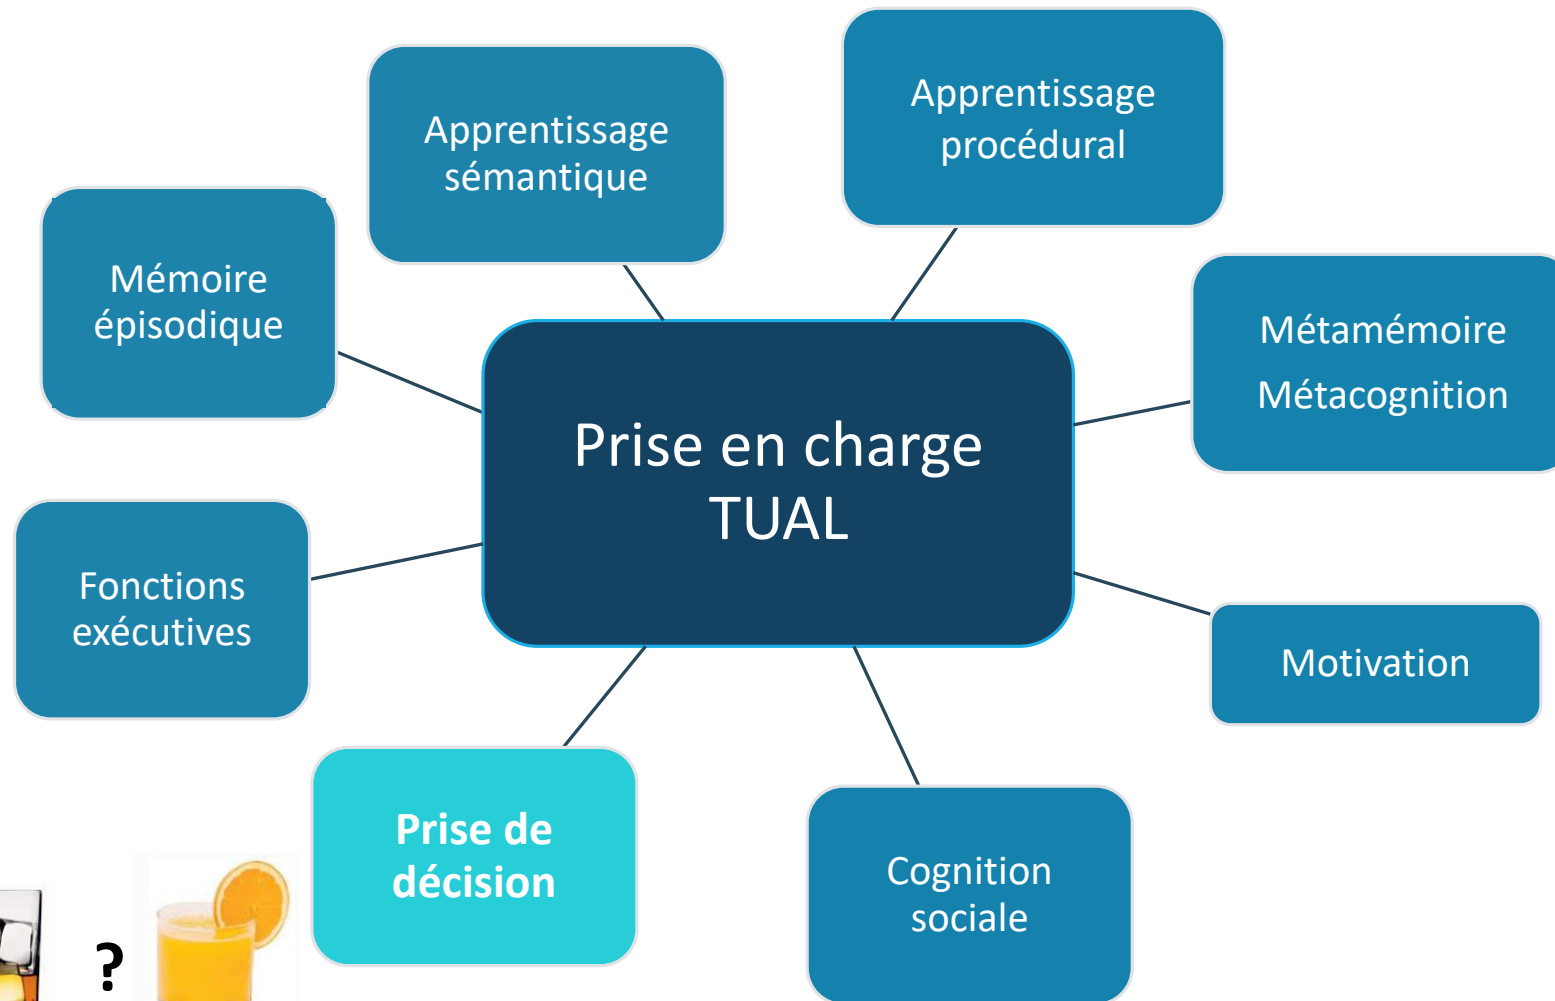 Apprentissage
procédural
Apprentissage
sémantique
Mémoire
épisodique
Métamémoire
Métacognition
Prise en charge
TUAL
Fonctions
exécutives
Motivation
Prise de
décision
Cognition
sociale
?